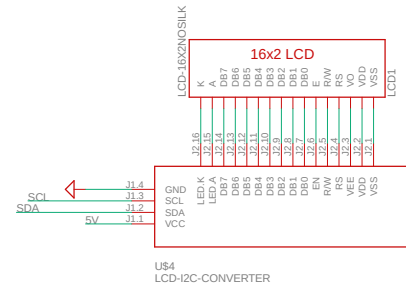 LCD-16X2NOSILK
16x2 LCD
LCD1
K
A
DB7
DB6
DB5
DB4
DB3
DB2
DB1
DB0
E
R/W
RS
VO
VDD
VSS
J2.16
J2.15
J2.14
J2.13
J2.12
J2.11
J2.10
J2.9
J2.8
J2.7
J2.6
J2.5
J2.4
J2.3
J2.2
J2.1
LED.K
LED.A
DB7
DB6
DB5
DB4
DB3
DB2
DB1
DB0
EN
R/W
RS
VEE
VDD
VSS
J1.4 GND
SCL J1.3 SCL
SDA J1.2 SDA
5V J1.1 VCC
U$4
LCD-I2C-CONVERTER